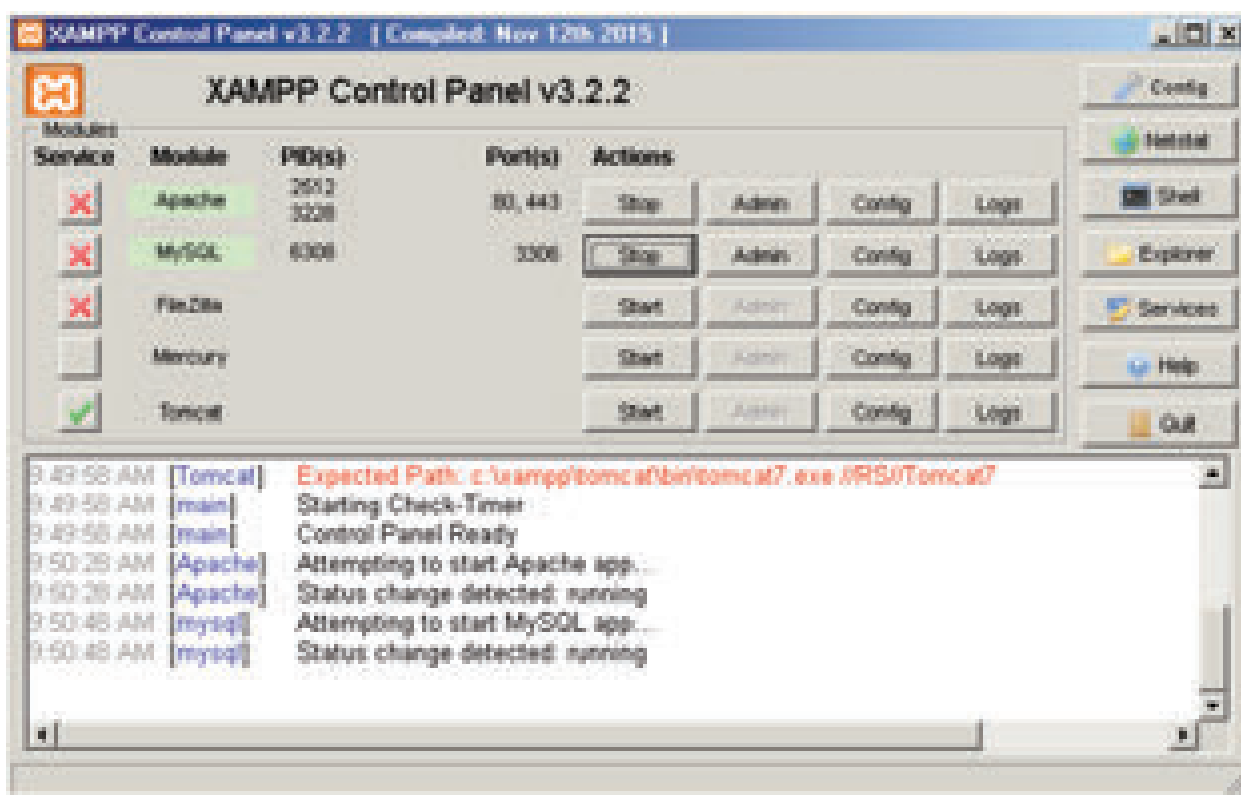 XAMPP Control Panel v3.2.2 [ Compiled: Nov 12th 2015 ]
XAMPP Control Panel v3.2.2
Config
Modules
Netstat
Service Module PID(s) Port(s) Actions
Apache 2612 80, 443 Stop Admin Config Logs
3228
Shell
MySQL 6308 3306 Stop Admin Config Logs
Explorer
FileZilla Start Admin Config Logs
Services
Mercury Start Admin Config Logs
Help
Tomcat Start Admin Config Logs
Quit
9:49:58 AM [Tomcat] Expected Path: c:\xampp\tomcat\bin\tomcat7.exe //RS//Tomcat7
9:49:58 AM [main] Starting Check-Timer
9:49:58 AM [main] Control Panel Ready
9:50:28 AM [Apache] Attempting to start Apache app...
9:50:28 AM [Apache] Status change detected: running
9:50:48 AM [mysql] Attempting to start MySQL app...
9:50:48 AM [mysql] Status change detected: running